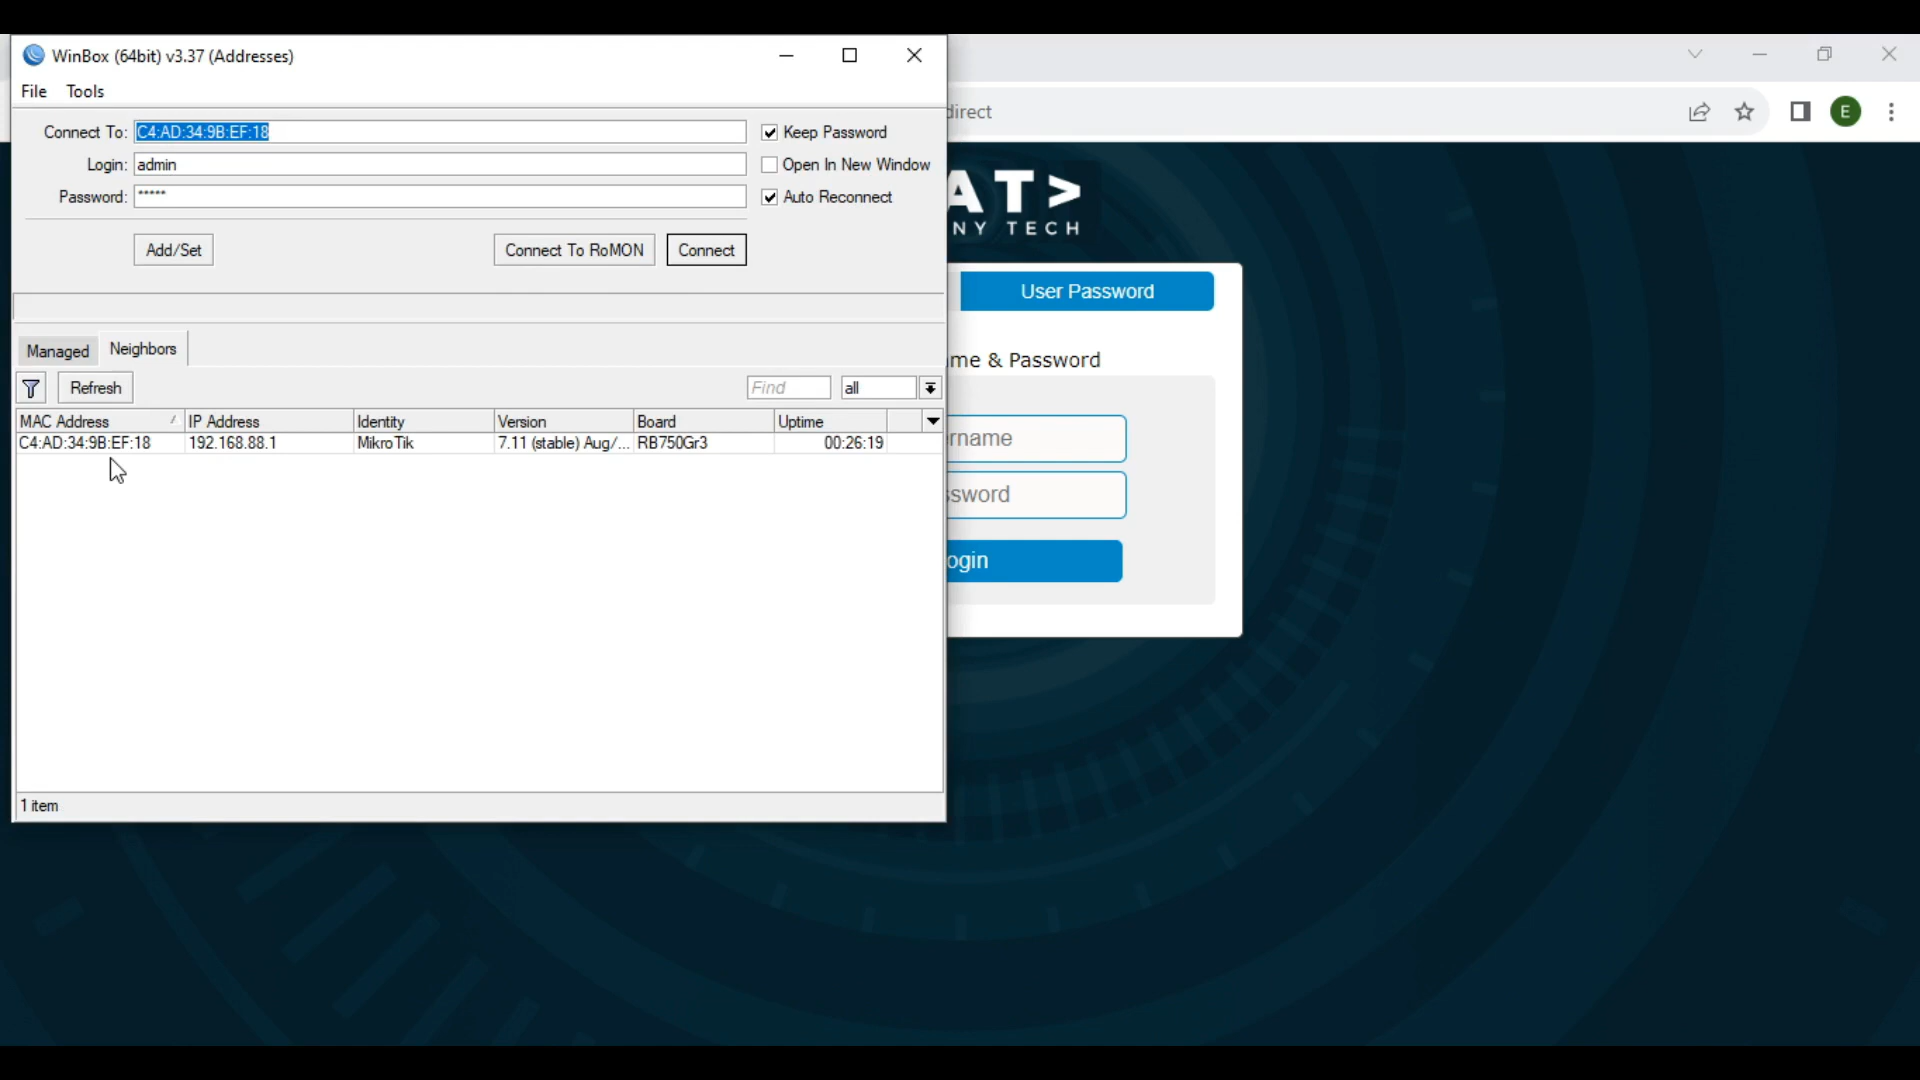 WinBox (64bit) v3.37 (Addresses)
File Tools
Connect To: C4:AD:34:9B:EF:18 Keep Password
Login: admin Open In New Window
Password: ***** Auto Reconnect
Add/Set Connect To RoMON Connect
Managed Neighbors
Refresh Find all
MAC Address IP Address Identity Version Board Uptime
C4:AD:34:9B:EF:18 192.168.88.1 MikroTik 7.11 (stable) Aug/... RB750Gr3 00:26:19
1 item
direct
E
AT>
NY TECH
User Password
me & Password
rname
ssword
ogin